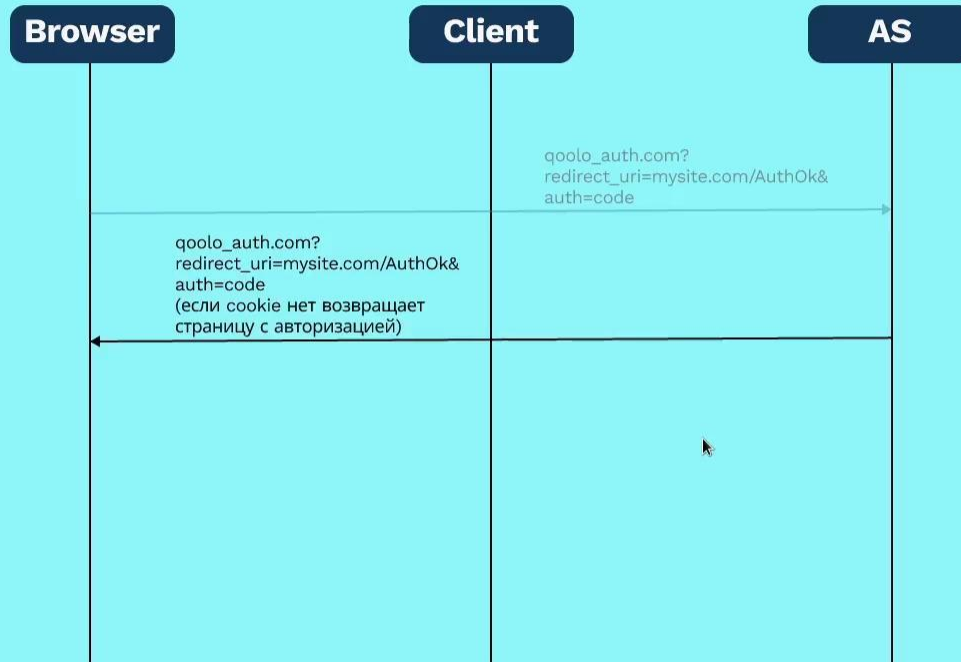 Browser
Client
AS
qoolo_auth.com?
redirect_uri=mysite.com/AuthOk&
auth=code
qoolo_auth.com?
redirect_uri=mysite.com/AuthOk&
auth=code
(если cookie нет возвращает
страницу с авторизацией)